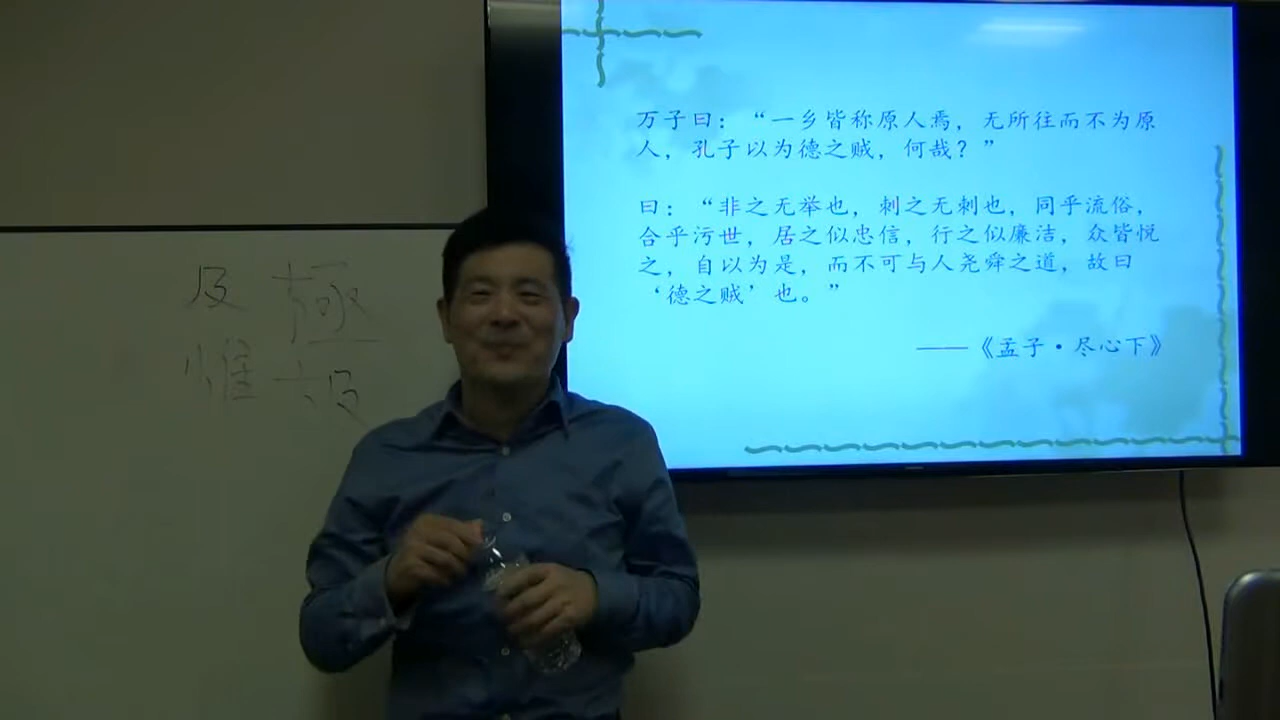 万子曰：“一乡皆称原人焉，无所往而不为原
人，孔子以为德之贼，何哉？”
曰：“非之无举也，刺之无刺也，同乎流俗，
合乎污世，居之似忠信，行之似廉洁，众皆悦
之，自以为是，而不可与人尧舜之道，故曰
‘德之贼’也。”
——《孟子·尽心下》
及 極
惟 极